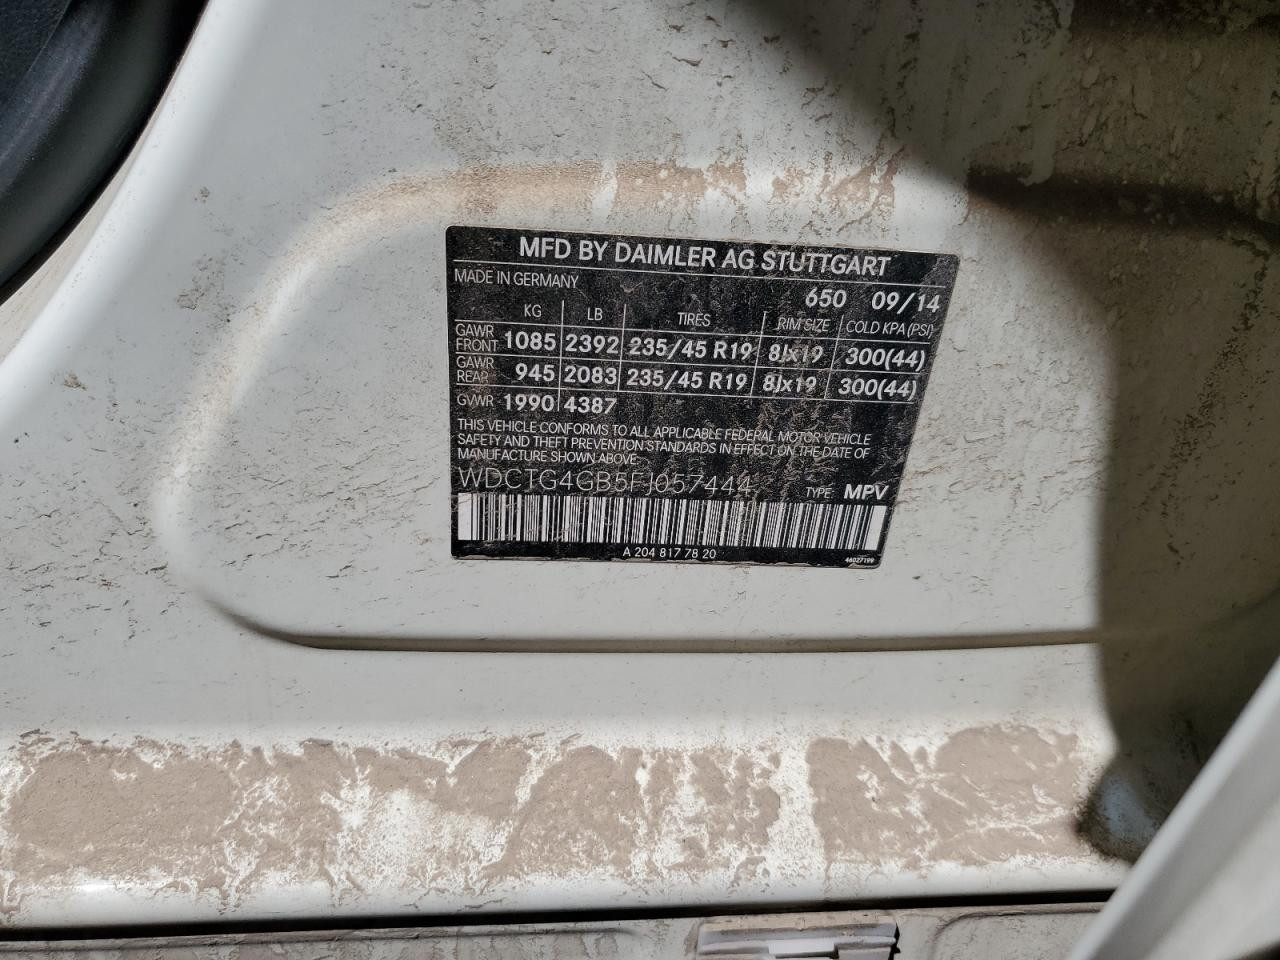 MFD BY DAIMLER AG STUTTGART
MADE IN GERMANY
650 09/14
KG LB TIRES RIM SIZE COLD KPA (PSI)
GAWR FRONT 1085 2392 235/45 R19 8Jx19 300(44)
GAWR REAR 945 2083 235/45 R19 8Jx19 300(44)
GVWR 1990 4387
THIS VEHICLE CONFORMS TO ALL APPLICABLE FEDERAL MOTOR VEHICLE
SAFETY AND THEFT PREVENTION STANDARDS IN EFFECT ON THE DATE OF
MANUFACTURE SHOWN ABOVE
WDCTG4GB5FJ057444 TYPE: MPV
A 204 817 78 20
46027199